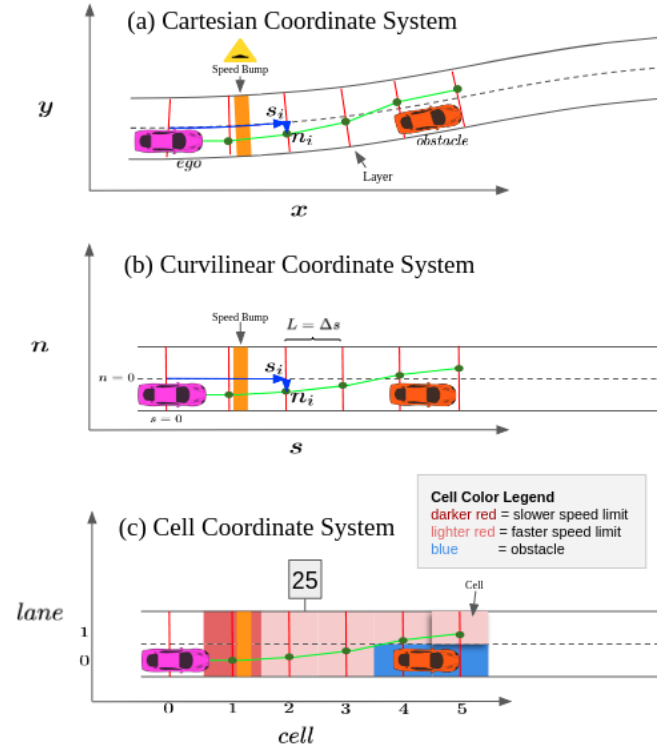 (a) Cartesian Coordinate System
Speed Bump
y
s_i
n_i
ego
obstacle
Layer
x
(b) Curvilinear Coordinate System
Speed Bump
L = Δs
n
s_i
n = 0
n_i
s = 0
s
Cell Color Legend
darker red = slower speed limit
lighter red = faster speed limit
blue = obstacle
(c) Cell Coordinate System
25
Cell
lane
1
0
0 1 2 3 4 5
cell